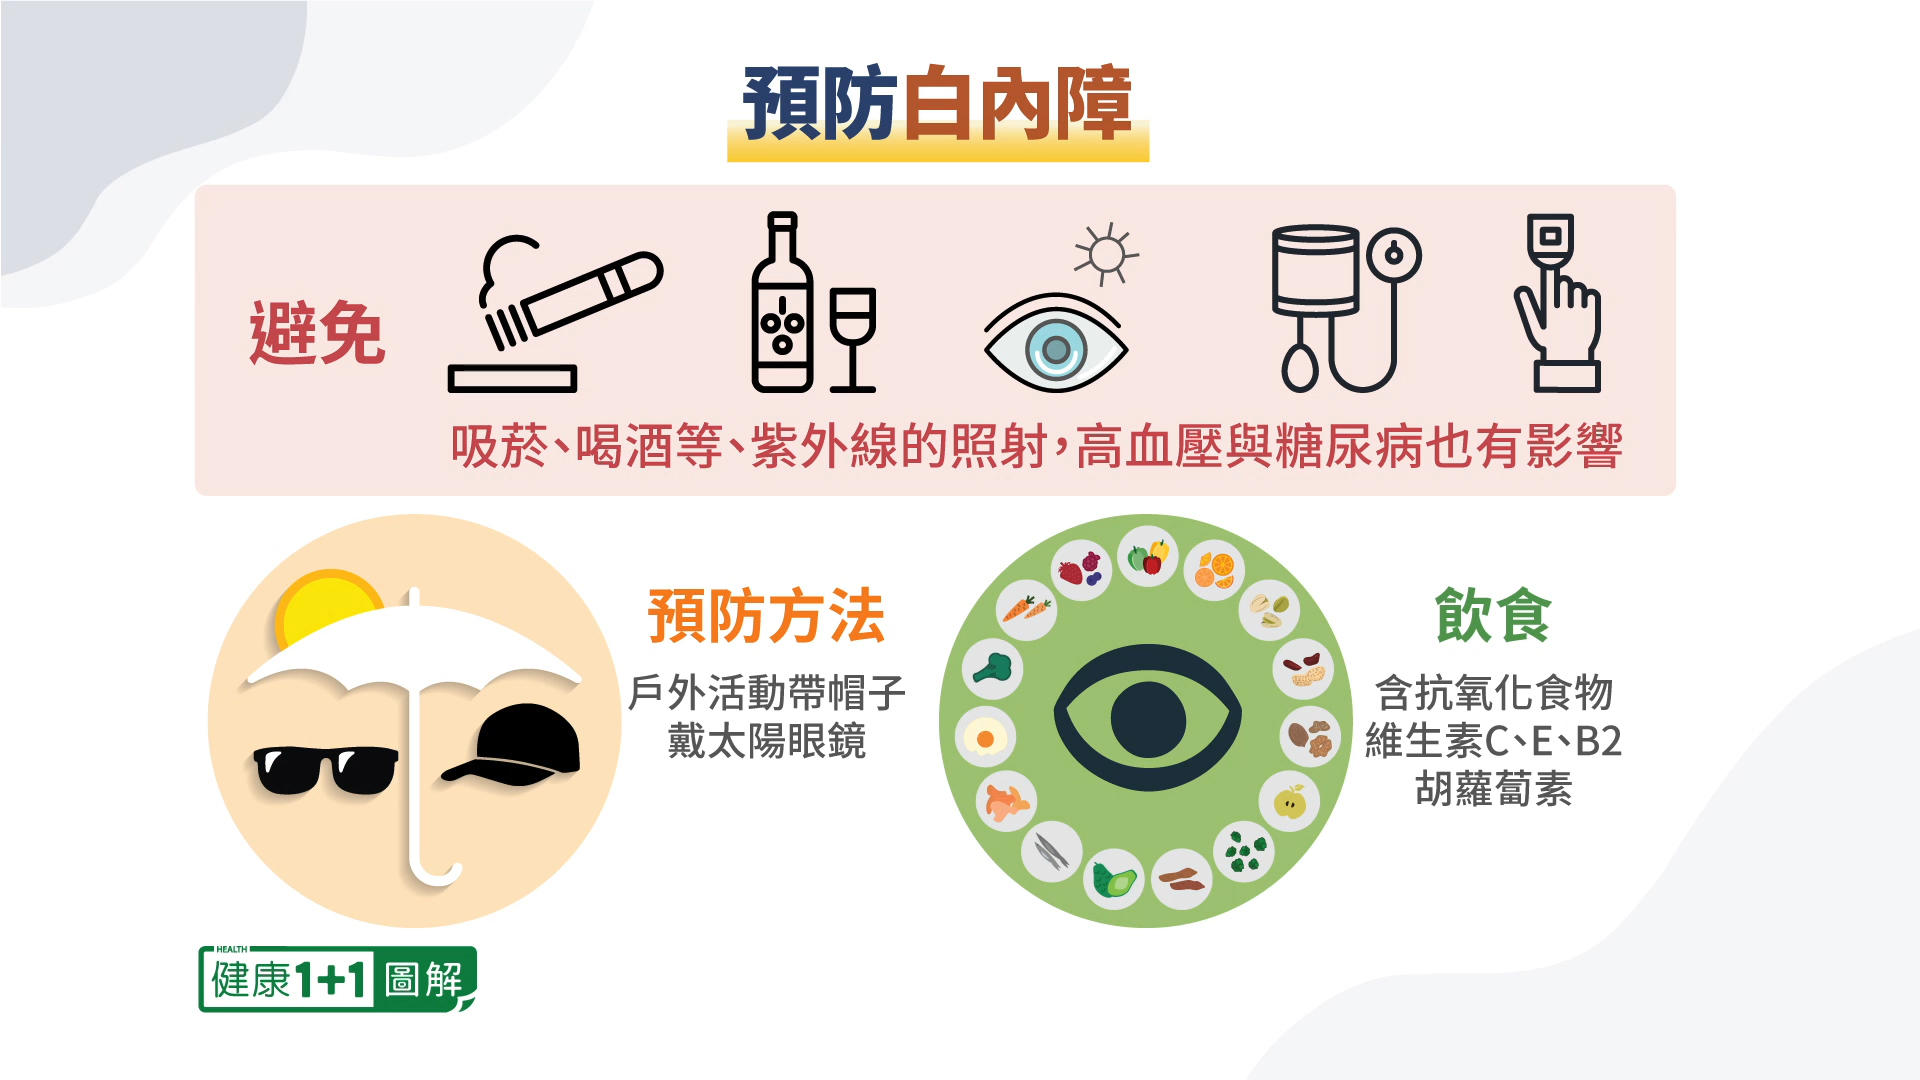 預防白內障
避免
吸菸、喝酒等、紫外線的照射，高血壓與糖尿病也有影響
預防方法
戶外活動帶帽子
戴太陽眼鏡
飲食
含抗氧化食物
維生素C、E、B2
胡蘿蔔素
HEALTH
健康1+1 圖解